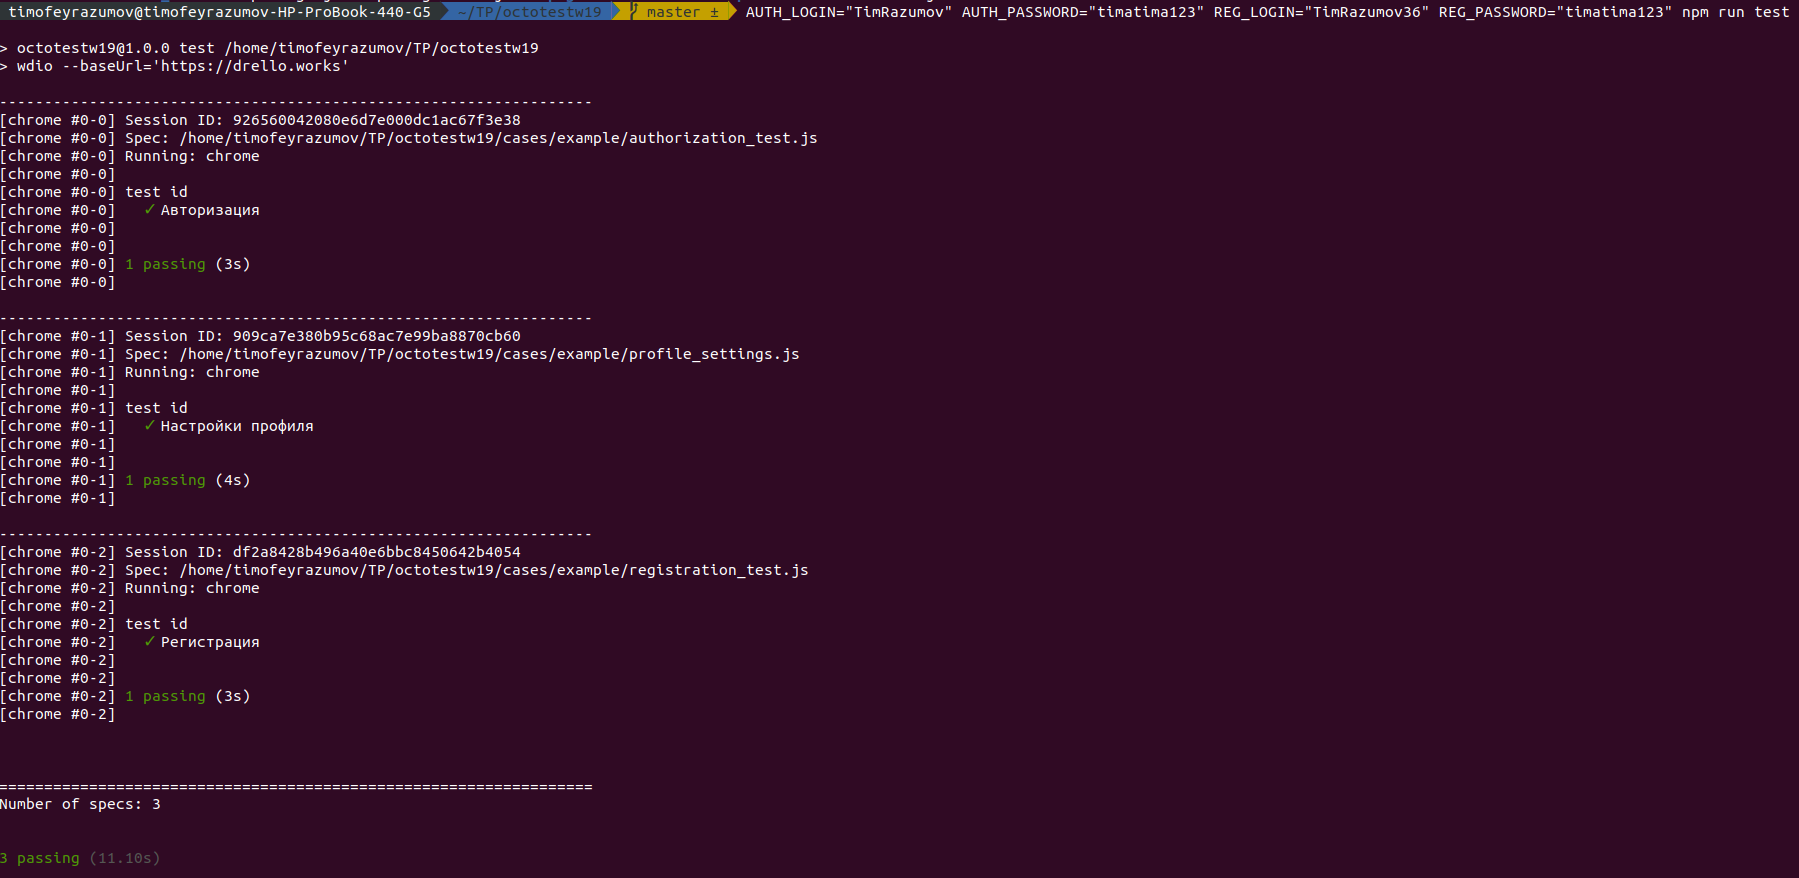 timofeyrazumov@timofeyrazumov-HP-ProBook-440-G5 ~/TP/octotestw19 master ± AUTH_LOGIN="TimRazumov" AUTH_PASSWORD="timatima123" REG_LOGIN="TimRazumov36" REG_PASSWORD="timatima123" npm run test
> octotestw19@1.0.0 test /home/timofeyrazumov/TP/octotestw19
> wdio --baseUrl='https://drello.works'
------------------------------------------------------------------
[chrome #0-0] Session ID: 926560042080e6d7e000dc1ac67f3e38
[chrome #0-0] Spec: /home/timofeyrazumov/TP/octotestw19/cases/example/authorization_test.js
[chrome #0-0] Running: chrome
[chrome #0-0]
[chrome #0-0] test id
[chrome #0-0] ✓ Авторизация
[chrome #0-0]
[chrome #0-0]
[chrome #0-0] 1 passing (3s)
[chrome #0-0]
------------------------------------------------------------------
[chrome #0-1] Session ID: 909ca7e380b95c68ac7e99ba8870cb60
[chrome #0-1] Spec: /home/timofeyrazumov/TP/octotestw19/cases/example/profile_settings.js
[chrome #0-1] Running: chrome
[chrome #0-1]
[chrome #0-1] test id
[chrome #0-1] ✓ Настройки профиля
[chrome #0-1]
[chrome #0-1]
[chrome #0-1] 1 passing (4s)
[chrome #0-1]
------------------------------------------------------------------
[chrome #0-2] Session ID: df2a8428b496a40e6bbc8450642b4054
[chrome #0-2] Spec: /home/timofeyrazumov/TP/octotestw19/cases/example/registration_test.js
[chrome #0-2] Running: chrome
[chrome #0-2]
[chrome #0-2] test id
[chrome #0-2] ✓ Регистрация
[chrome #0-2]
[chrome #0-2]
[chrome #0-2] 1 passing (3s)
[chrome #0-2]
==================================================================
Number of specs: 3
3 passing (11.10s)